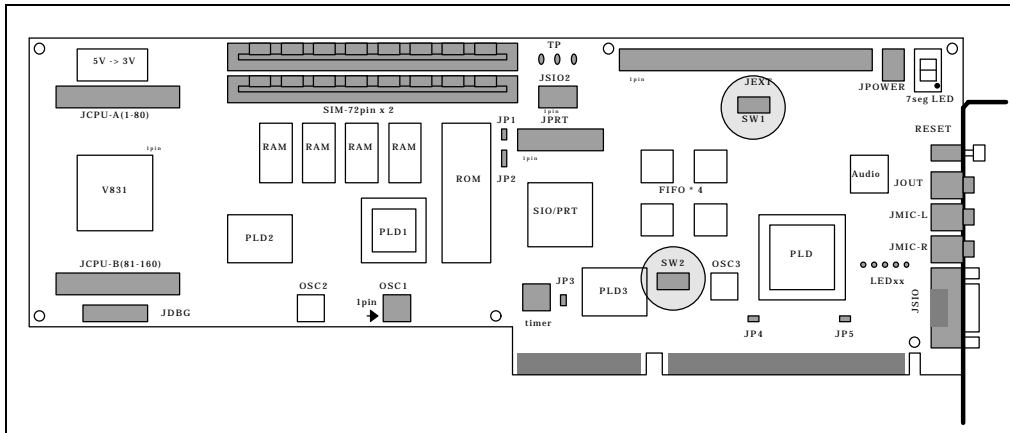 5V -> 3V
TP
JCPU-A(1-80)
SIM-72pin x 2
JSIO2
1pin
1pin
JEXT
SW1
JPOWER
7seg LED
JP1
JPRT
1pin
JP2
RESET
1pin
V831
RAM
RAM
RAM
RAM
ROM
FIFO * 4
Audio
JOUT
JMIC-L
JMIC-R
SIO/PRT
PLD2
PLD1
PLD
JCPU-B(81-160)
OSC2
OSC1
1pin
JDBG
JP3
timer
PLD3
SW2
OSC3
LEDxx
JSIO
JP4
JP5